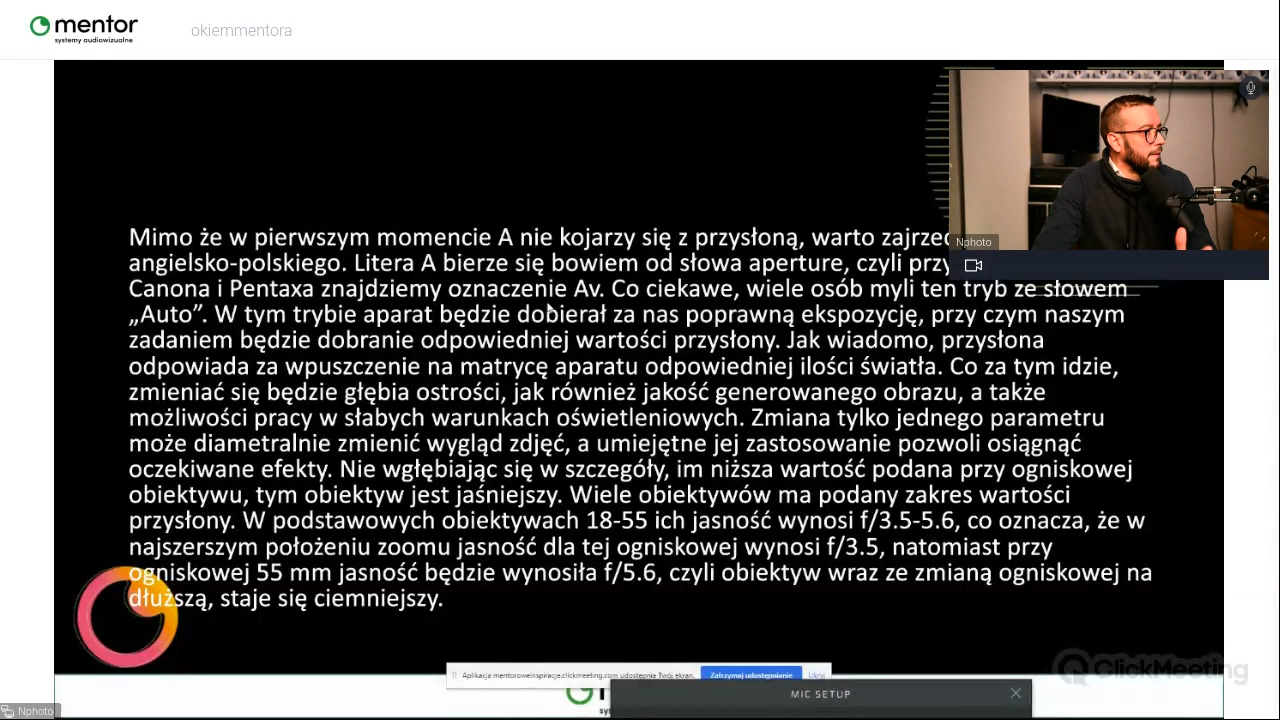 mentor
systemy audiowizualne
okiemmentora
Nphoto
Mimo że w pierwszym momencie A nie kojarzy się z przysłoną, warto
angielsko-polskiego. Litera A bierze się bowiem od słowa aperture, czyli
Canona i Pentaxa znajdziemy oznaczenie Av. Co ciekawe, wiele osób myli ten tryb ze słowem
„Auto”. W tym trybie aparat będzie dobierał za nas poprawną ekspozycję, przy czym naszym
zadaniem będzie dobranie odpowiedniej wartości przysłony. Jak wiadomo, przysłona
odpowiada za wpuszczenie na matrycę aparatu odpowiedniej ilości światła. Co za tym idzie,
zmieniać się będzie głębia ostrości, jak również jakość generowanego obrazu, a także
możliwości pracy w słabych warunkach oświetleniowych. Zmiana tylko jednego parametru
może diametralnie zmienić wygląd zdjęć, a umiejętne jej zastosowanie pozwoli osiągnąć
oczekiwane efekty. Nie wgłębiając się w szczegóły, im niższa wartość podana przy ogniskowej
obiektywu, tym obiektyw jest jaśniejszy. Wiele obiektywów ma podany zakres wartości
przysłony. W podstawowych obiektywach 18-55 ich jasność wynosi f/3.5-5.6, co oznacza, że w
najszerszym położeniu zoomu jasność dla tej ogniskowej wynosi f/3.5, natomiast przy
ogniskowej 55 mm jasność będzie wynosiła f/5.6, czyli obiektyw wraz ze zmianą ogniskowej na
dłuższą, staje się ciemniejszy.
ClickMeeting
Aplikacja mentoroweinspiracje.clickmeeting.com udostępnia Twój ekran.
Zatrzymaj udostępnianie
Ukryj
MIC SETUP
Nphoto